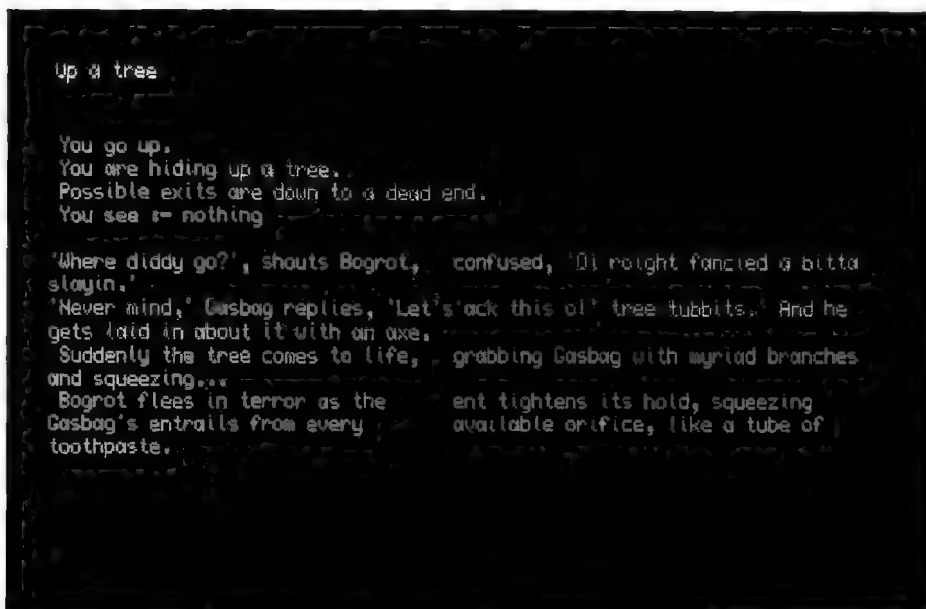 Up a tree
You go up.
You are hiding up a tree..
Possible exits are down to a dead end.
You see :- nothing
'Where diddy go?', shouts Bogrot, confused, 'Oi roight fancied a bitta
slayin.'
'Never mind,' Gasbag replies, 'Let's'ack this ol' tree tubbits.' And he
gets laid in about it with an axe.
Suddenly the tree comes to life, grabbing Gasbag with myriad branches
and squeezing...
Bogrot flees in terror as the ent tightens its hold, squeezing
Gasbag's entrails from every available orifice, like a tube of
toothpaste.